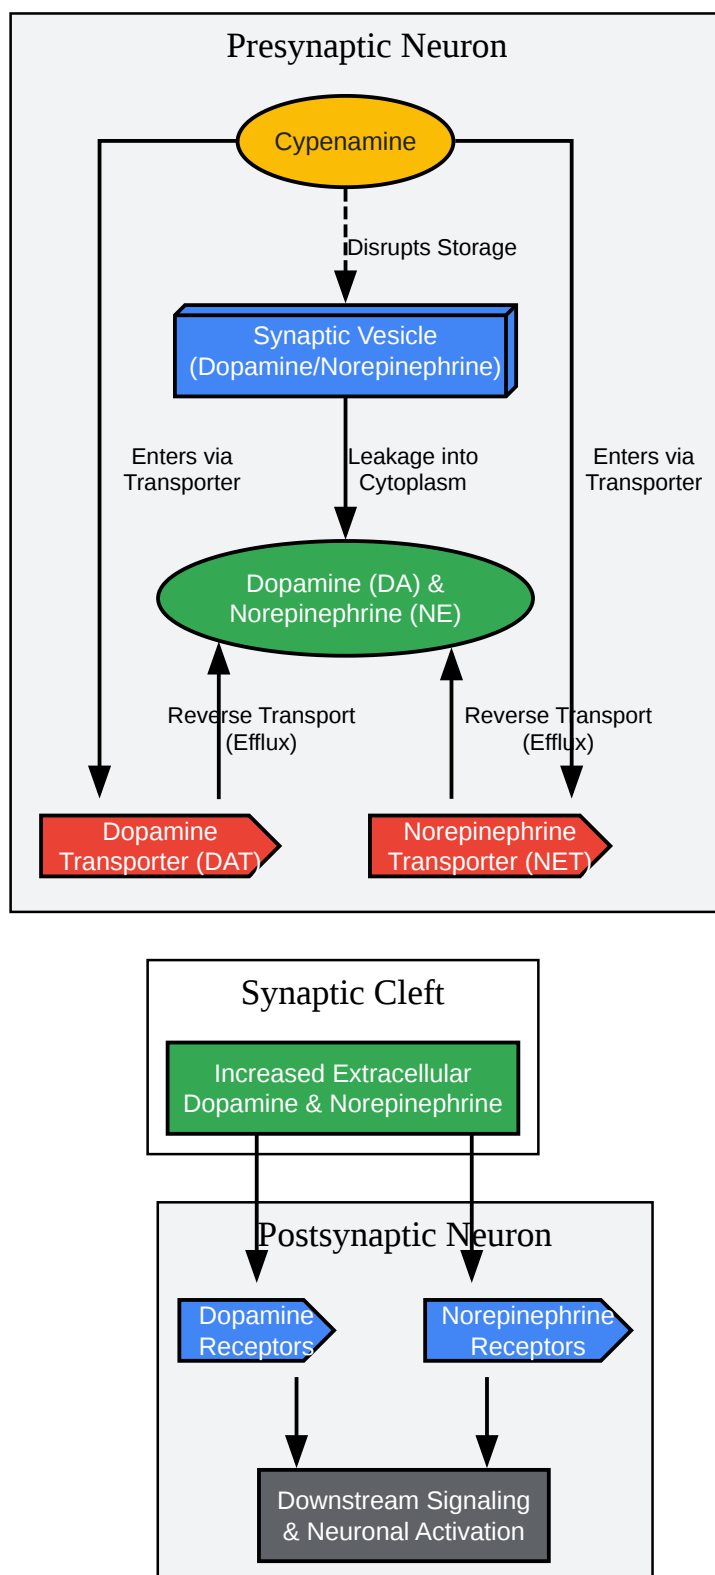 Presynaptic Neuron
Cypenamine
Disrupts Storage
Synaptic Vesicle
(Dopamine/Norepinephrine)
Enters via
Transporter
Leakage into
Cytoplasm
Enters via
Transporter
Dopamine (DA) &
Norepinephrine (NE)
Reverse Transport
(Efflux)
Reverse Transport
(Efflux)
Dopamine
Transporter (DAT)
Norepinephrine
Transporter (NET)
Synaptic Cleft
Increased Extracellular
Dopamine & Norepinephrine
Postsynaptic Neuron
Dopamine
Receptors
Norepinephrine
Receptors
Downstream Signaling
& Neuronal Activation